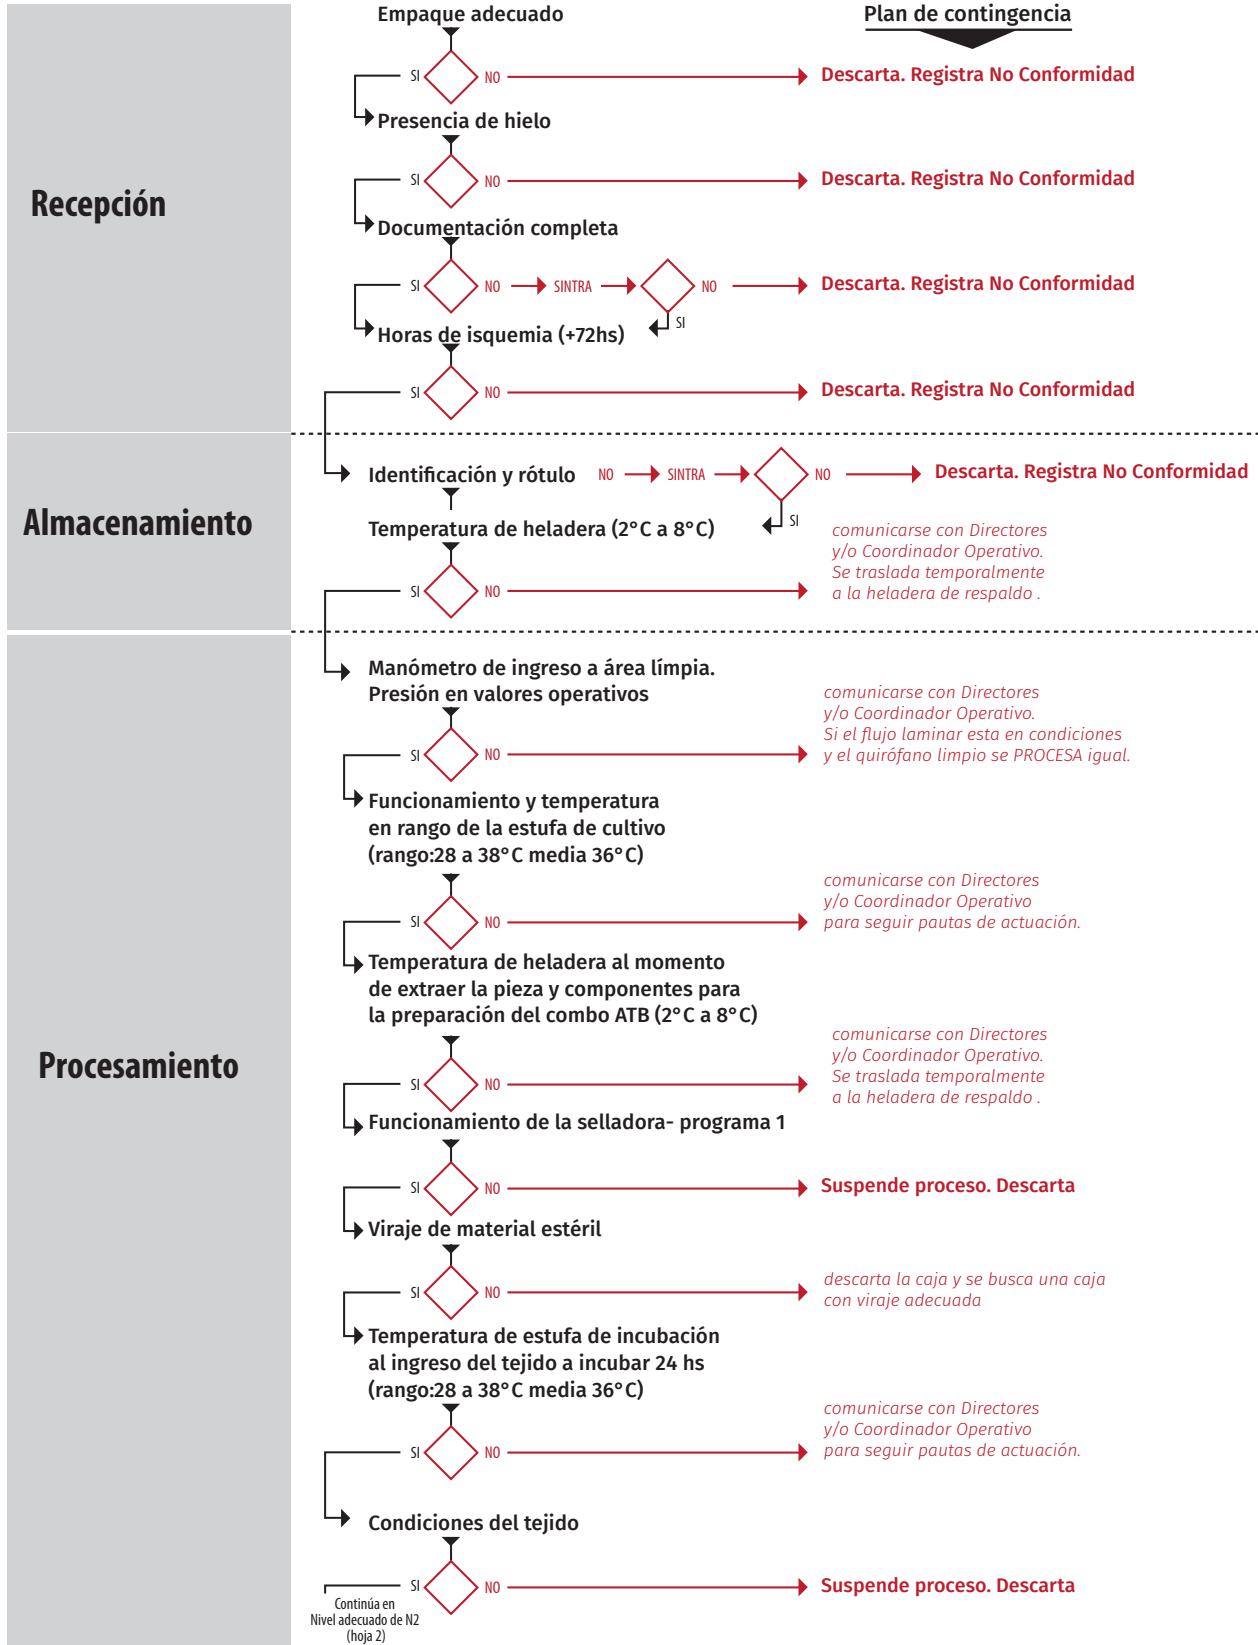 Empaque adecuado
Plan de contingencia
SI
NO
Descarta. Registra No Conformidad
Presencia de hielo
SI
NO
Descarta. Registra No Conformidad
Recepción
Documentación completa
SI
NO
SINTRA
NO
Descarta. Registra No Conformidad
SI
Horas de isquemia (+72hs)
SI
NO
Descarta. Registra No Conformidad
Almacenamiento
Identificación y rótulo
NO
SINTRA
NO
Descarta. Registra No Conformidad
SI
Temperatura de heladera (2°C a 8°C)
SI
NO
comunicarse con Directores
y/o Coordinador Operativo.
Se traslada temporalmente
a la heladera de respaldo .
Procesamiento
Manómetro de ingreso a área límpia.
Presión en valores operativos
SI
NO
comunicarse con Directores
y/o Coordinador Operativo.
Si el flujo laminar esta en condiciones
y el quirófano limpio se PROCESA igual.
Funcionamiento y temperatura
en rango de la estufa de cultivo
(rango:28 a 38°C media 36°C)
SI
NO
comunicarse con Directores
y/o Coordinador Operativo
para seguir pautas de actuación.
Temperatura de heladera al momento
de extraer la pieza y componentes para
la preparación del combo ATB (2°C a 8°C)
SI
NO
comunicarse con Directores
y/o Coordinador Operativo.
Se traslada temporalmente
a la heladera de respaldo .
Funcionamiento de la selladora- programa 1
SI
NO
Suspende proceso. Descarta
Viraje de material estéril
SI
NO
descarta la caja y se busca una caja
con viraje adecuada
Temperatura de estufa de incubación
al ingreso del tejido a incubar 24 hs
(rango:28 a 38°C media 36°C)
SI
NO
comunicarse con Directores
y/o Coordinador Operativo
para seguir pautas de actuación.
Condiciones del tejido
SI
NO
Suspende proceso. Descarta
Continúa en
Nivel adecuado de N2
(hoja 2)